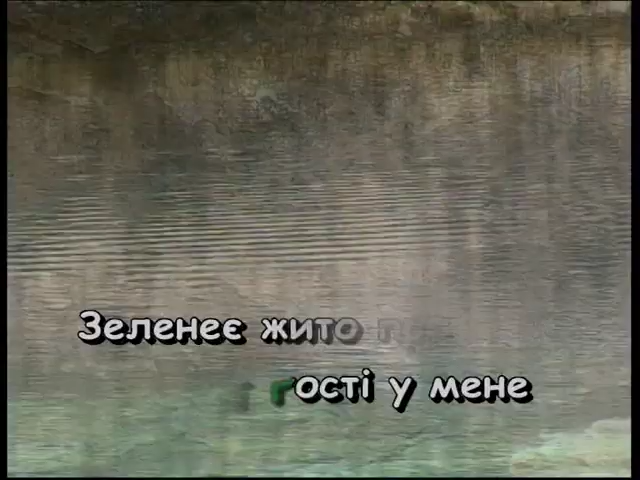 Зеленеє жито
гості у мене